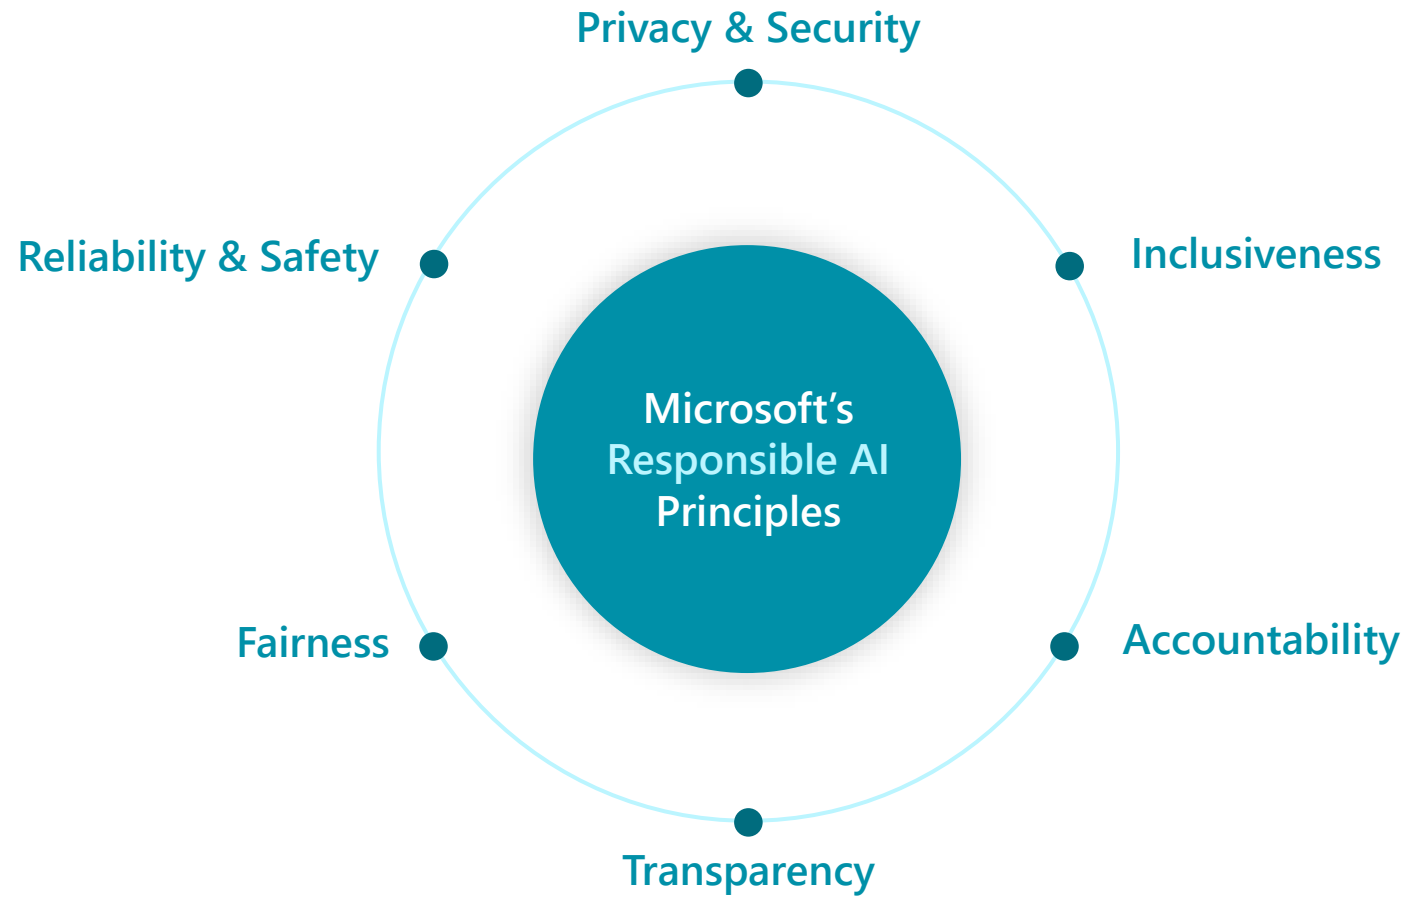 Privacy & Security
Reliability & Safety
Inclusiveness
Microsoft’s
Responsible AI
Principles
Fairness
Accountability
Transparency